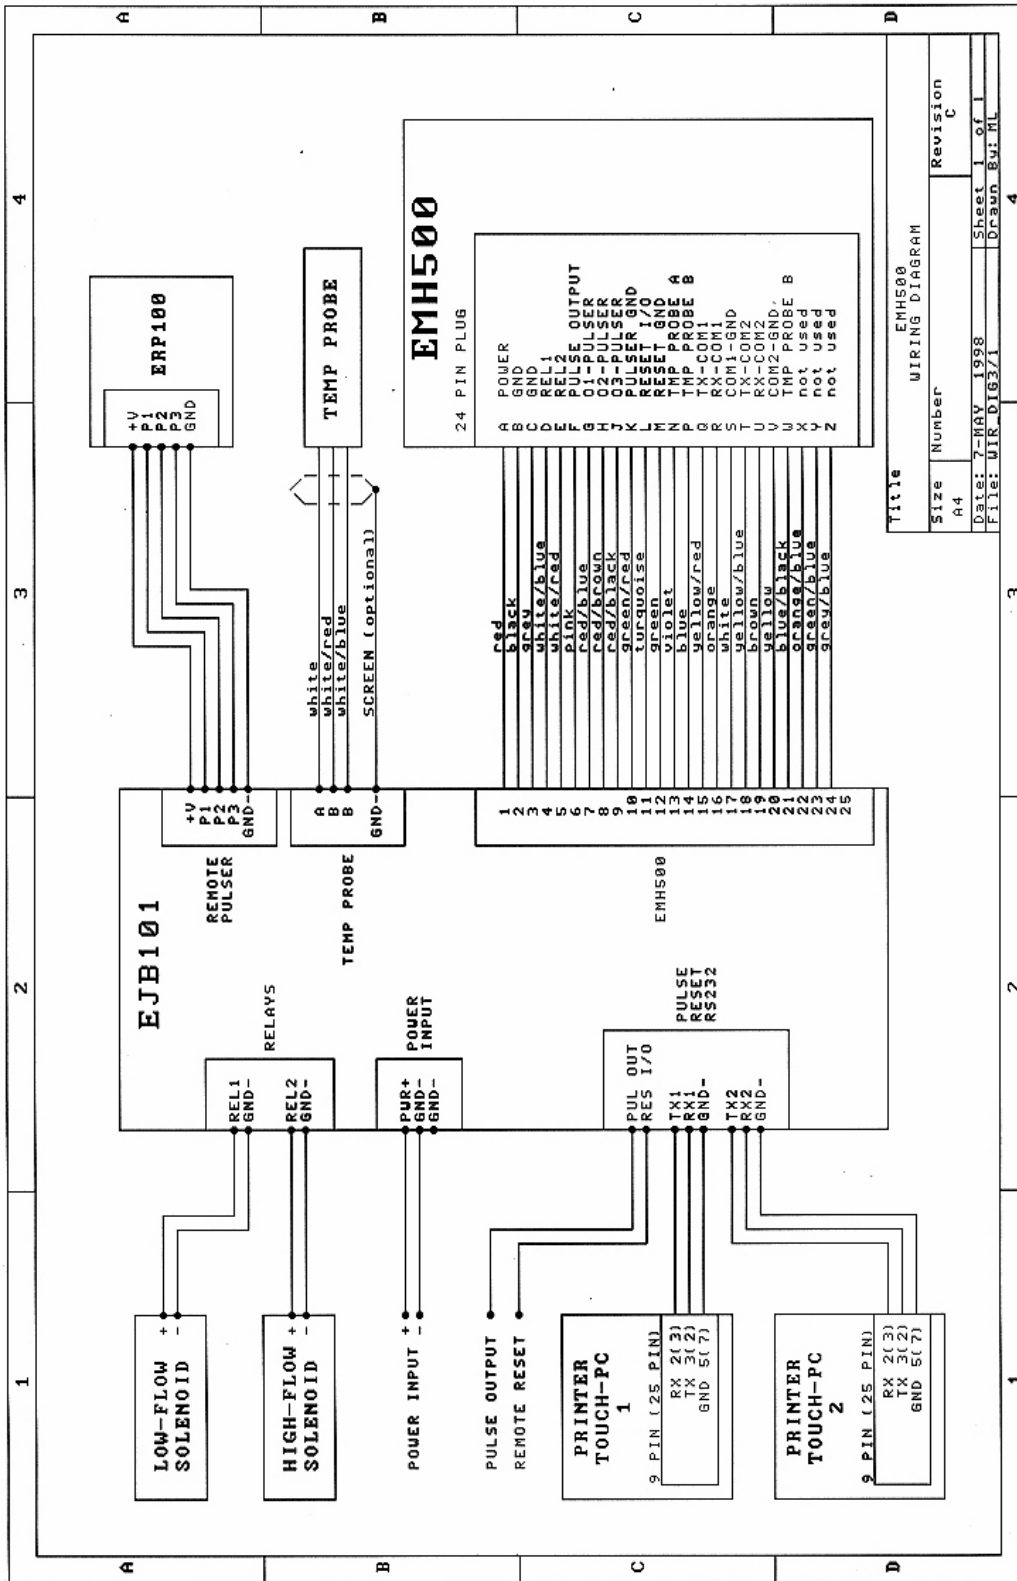 1
2
3
4
A
B
C
D
LOW-FLOW +
SOLENOID -
HIGH-FLOW +
SOLENOID -
POWER INPUT +
-
PULSE OUTPUT
REMOTE RESET
PRINTER
TOUCH-PC
1
9 PIN (25 PIN)
RX 2(3)
TX 3(2)
GND 5(7)
PRINTER
TOUCH-PC
2
9 PIN (25 PIN)
RX 2(3)
TX 3(2)
GND 5(7)
EJB101
REL1
GND-
REL2
GND-
RELAYS
PWR+
GND-
GND-
POWER
INPUT
PUL OUT
RES I/O
TX1
RX1
GND-
TX2
RX2
GND-
PULSE
RESET
RS232
REMOTE
PULSER
+V
P1
P2
P3
GND-
TEMP PROBE
A
B
B
GND-
EMH500
1
2
3
4
5
6
7
8
9
10
11
12
13
14
15
16
17
18
19
20
21
22
23
24
25
white
white/red
white/blue
SCREEN (optional)
red
black
grey
white/blue
white/red
pink
red/blue
red/brown
red/black
green/red
turquoise
green
violet
blue
yellow/red
orange
white
yellow/blue
brown
yellow
blue/black
orange/blue
green/blue
grey/blue
+V
P1
P2
P3
GND
ERP100
TEMP PROBE
EMH500
24 PIN PLUG
A POWER
B GND
C GND
D REL1
E REL2
F PULSE OUTPUT
G O1-PULSER
H O2-PULSER
J O3-PULSER
K PULSER GND
L RESET I/O
M RESET GND
N TMP PROBE A
P TMP PROBE B
Q TX-COM1
R RX-COM1
S COM1-GND
T TX-COM2
U RX-COM2
V COM2-GND.
W TMP PROBE B
X not used
Y not used
Z not used
Title
EMH500
WIRING DIAGRAM
Size Number Revision
A4 C
Date: 7-MAY 1998 Sheet 1 of 1
File: WIR_DIG3/1 Drawn By: ML
1
2
3
4
A
B
C
D